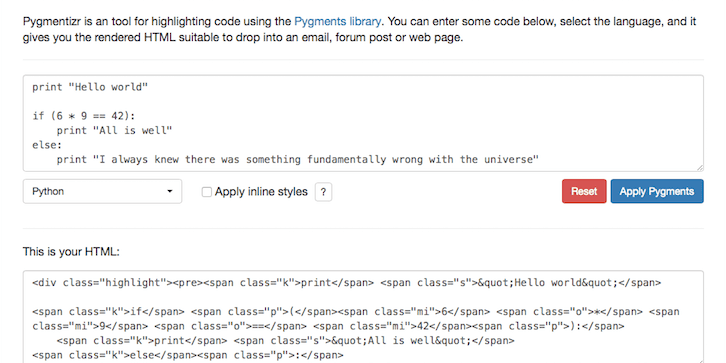 Pygmentizr is an tool for highlighting code using the Pygments library. You can enter some code below, select the language, and it
gives you the rendered HTML suitable to drop into an email, forum post or web page.
print "Hello world"
if (6 * 9 == 42):
    print "All is well"
else:
    print "I always knew there was something fundamentally wrong with the universe"
Python
Apply inline styles
?
Reset
Apply Pygments
This is your HTML:
<div class="highlight"><pre><span class="k">print</span> <span class="s">&quot;Hello world&quot;</span>
<span class="k">if</span> <span class="p">(</span><span class="mi">6</span> <span class="o">*</span> <span
class="mi">9</span> <span class="o">==</span> <span class="mi">42</span><span class="p">):</span>
    <span class="k">print</span> <span class="s">&quot;All is well&quot;</span>
<span class="k">else</span><span class="p">:</span>